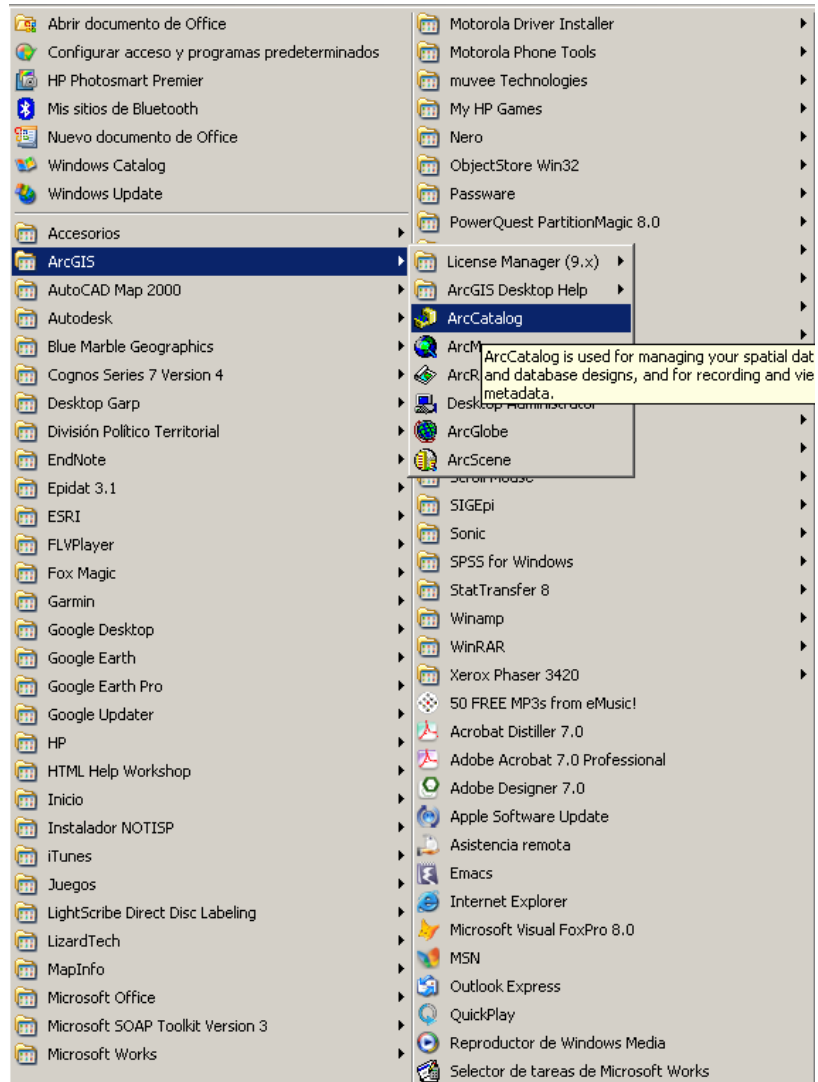 Abrir documento de Office
Configurar acceso y programas predeterminados
HP Photosmart Premier
Mis sitios de Bluetooth
Nuevo documento de Office
Windows Catalog
Windows Update
Accesorios
ArcGIS
AutoCAD Map 2000
Autodesk
Blue Marble Geographics
Cognos Series 7 Version 4
Desktop Garp
División Político Territorial
EndNote
Epidat 3.1
ESRI
FLVPlayer
Fox Magic
Garmin
Google Desktop
Google Earth
Google Earth Pro
Google Updater
HP
HTML Help Workshop
Inicio
Instalador NOTISP
iTunes
Juegos
LightScribe Direct Disc Labeling
LizardTech
MapInfo
Microsoft Office
Microsoft SOAP Toolkit Version 3
Microsoft Works
Motorola Driver Installer
Motorola Phone Tools
muvee Technologies
My HP Games
Nero
ObjectStore Win32
Passware
PowerQuest PartitionMagic 8.0
License Manager (9.x)
ArcGIS Desktop Help
ArcCatalog
ArcM
ArcR
ArcCatalog is used for managing your spatial dat
and database designs, and for recording and vie
metadata.
Desktop Administrator
ArcGlobe
ArcScene
Scroll Mouse
SIGEpi
Sonic
SPSS for Windows
StatTransfer 8
Winamp
WinRAR
Xerox Phaser 3420
50 FREE MP3s from eMusic!
Acrobat Distiller 7.0
Adobe Acrobat 7.0 Professional
Adobe Designer 7.0
Apple Software Update
Asistencia remota
Emacs
Internet Explorer
Microsoft Visual FoxPro 8.0
MSN
Outlook Express
QuickPlay
Reproductor de Windows Media
Selector de tareas de Microsoft Works